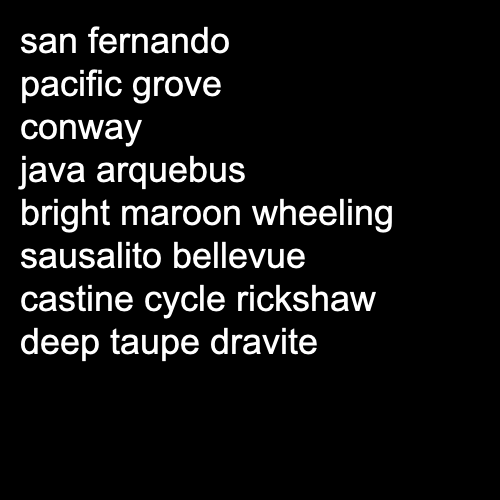 san fernando
pacific grove
conway
java arquebus
bright maroon wheeling
sausalito bellevue
castine cycle rickshaw
deep taupe dravite